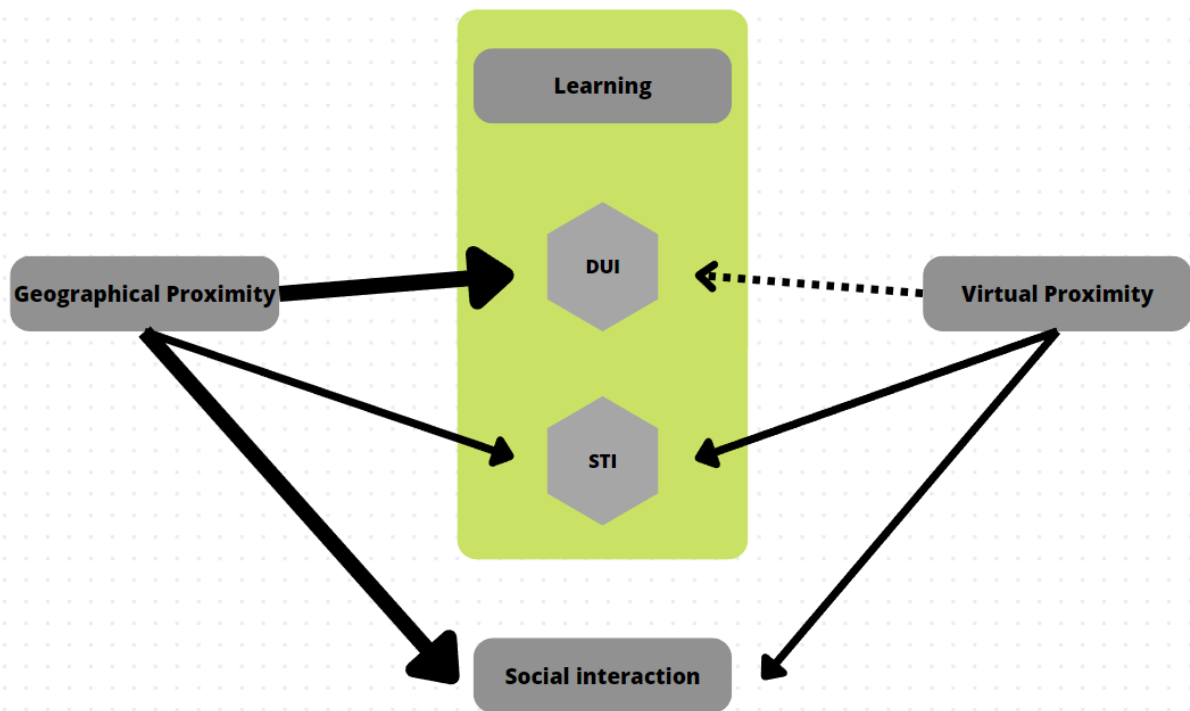 Learning
DUI
Geographical Proximity
Virtual Proximity
STI
Social interaction